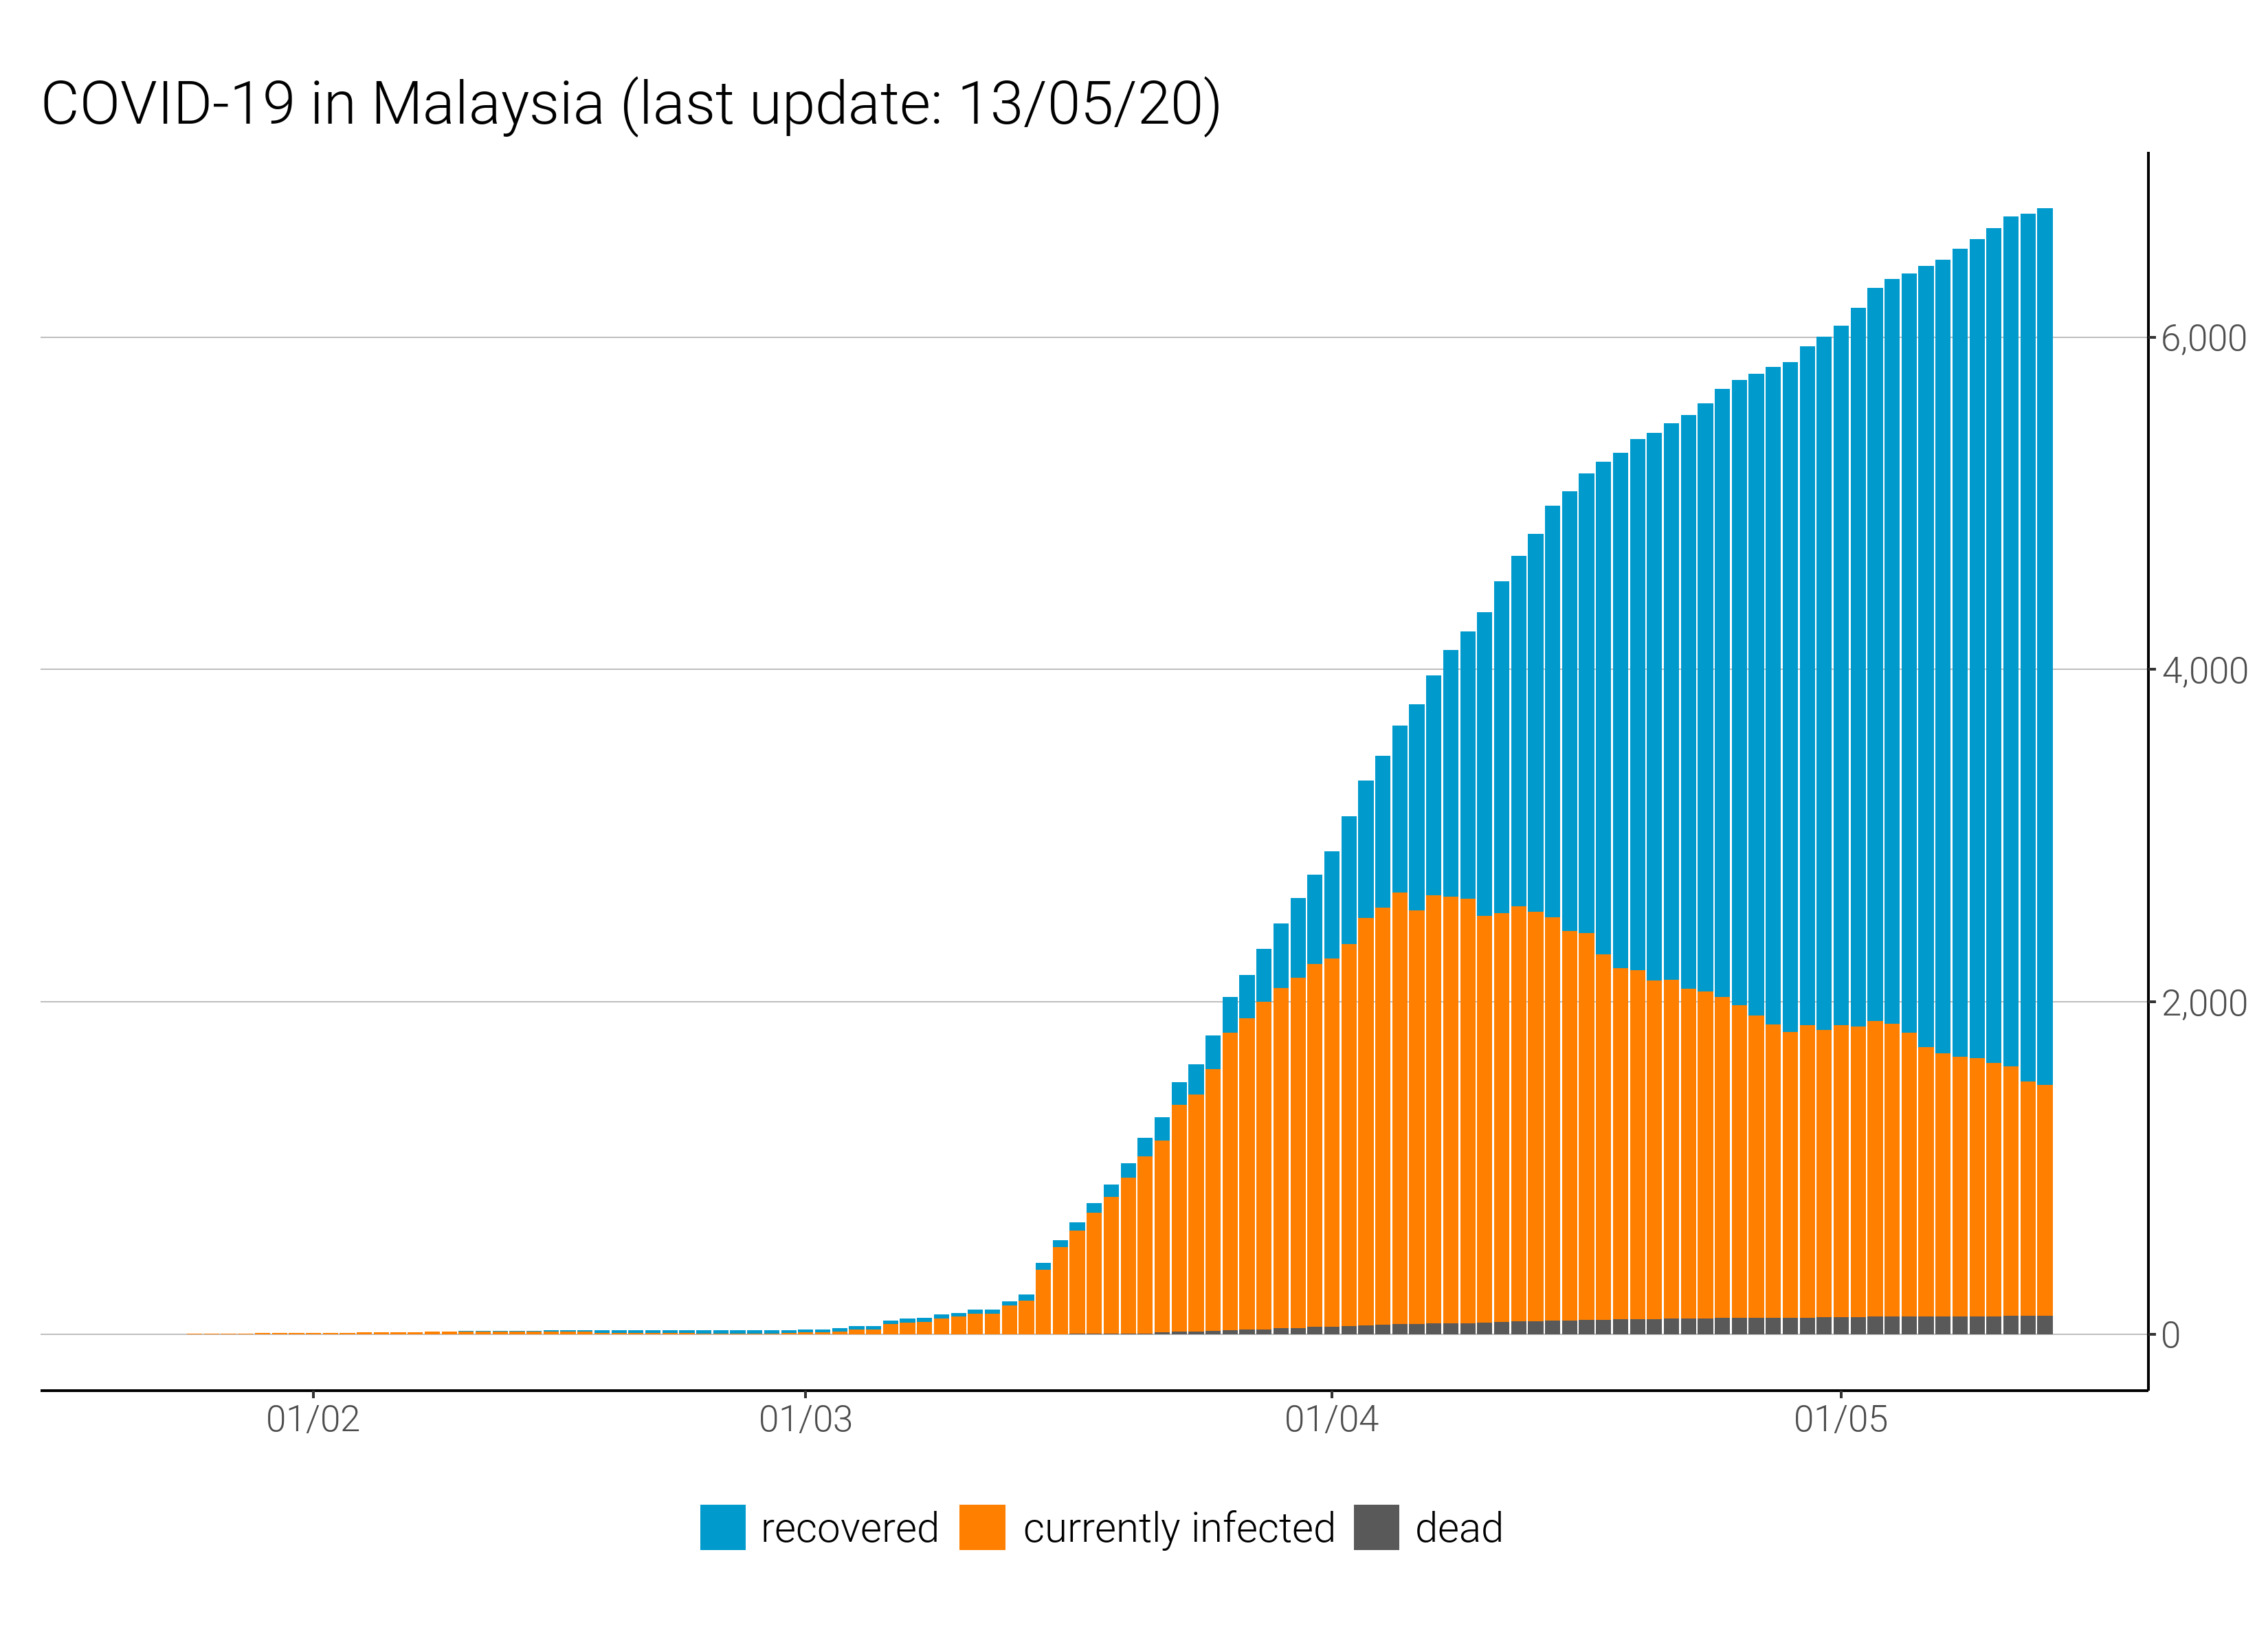 COVID-19 in Malaysia (last update: 13/05/20)
6,000
4,000
2,000
0
01/02 01/03 01/04 01/05
recovered currently infected dead